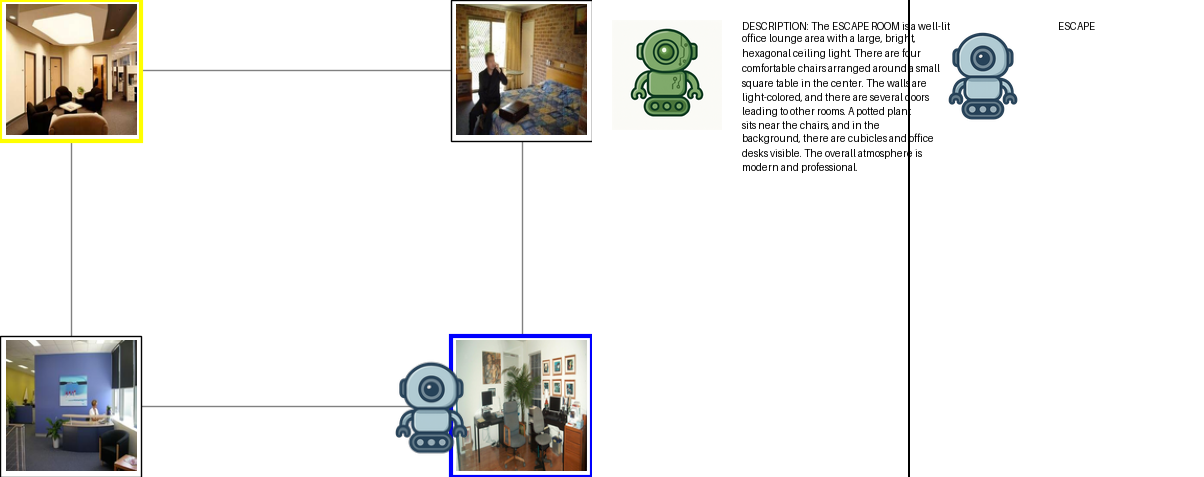 DESCRIPTION: The ESCAPE ROOM is a well-lit
office lounge area with a large, bright,
hexagonal ceiling light. There are four
comfortable chairs arranged around a small
square table in the center. The walls are
light-colored, and there are several doors
leading to other rooms. A potted plant
sits near the chairs, and in the
background, there are cubicles and office
desks visible. The overall atmosphere is
modern and professional.
ESCAPE